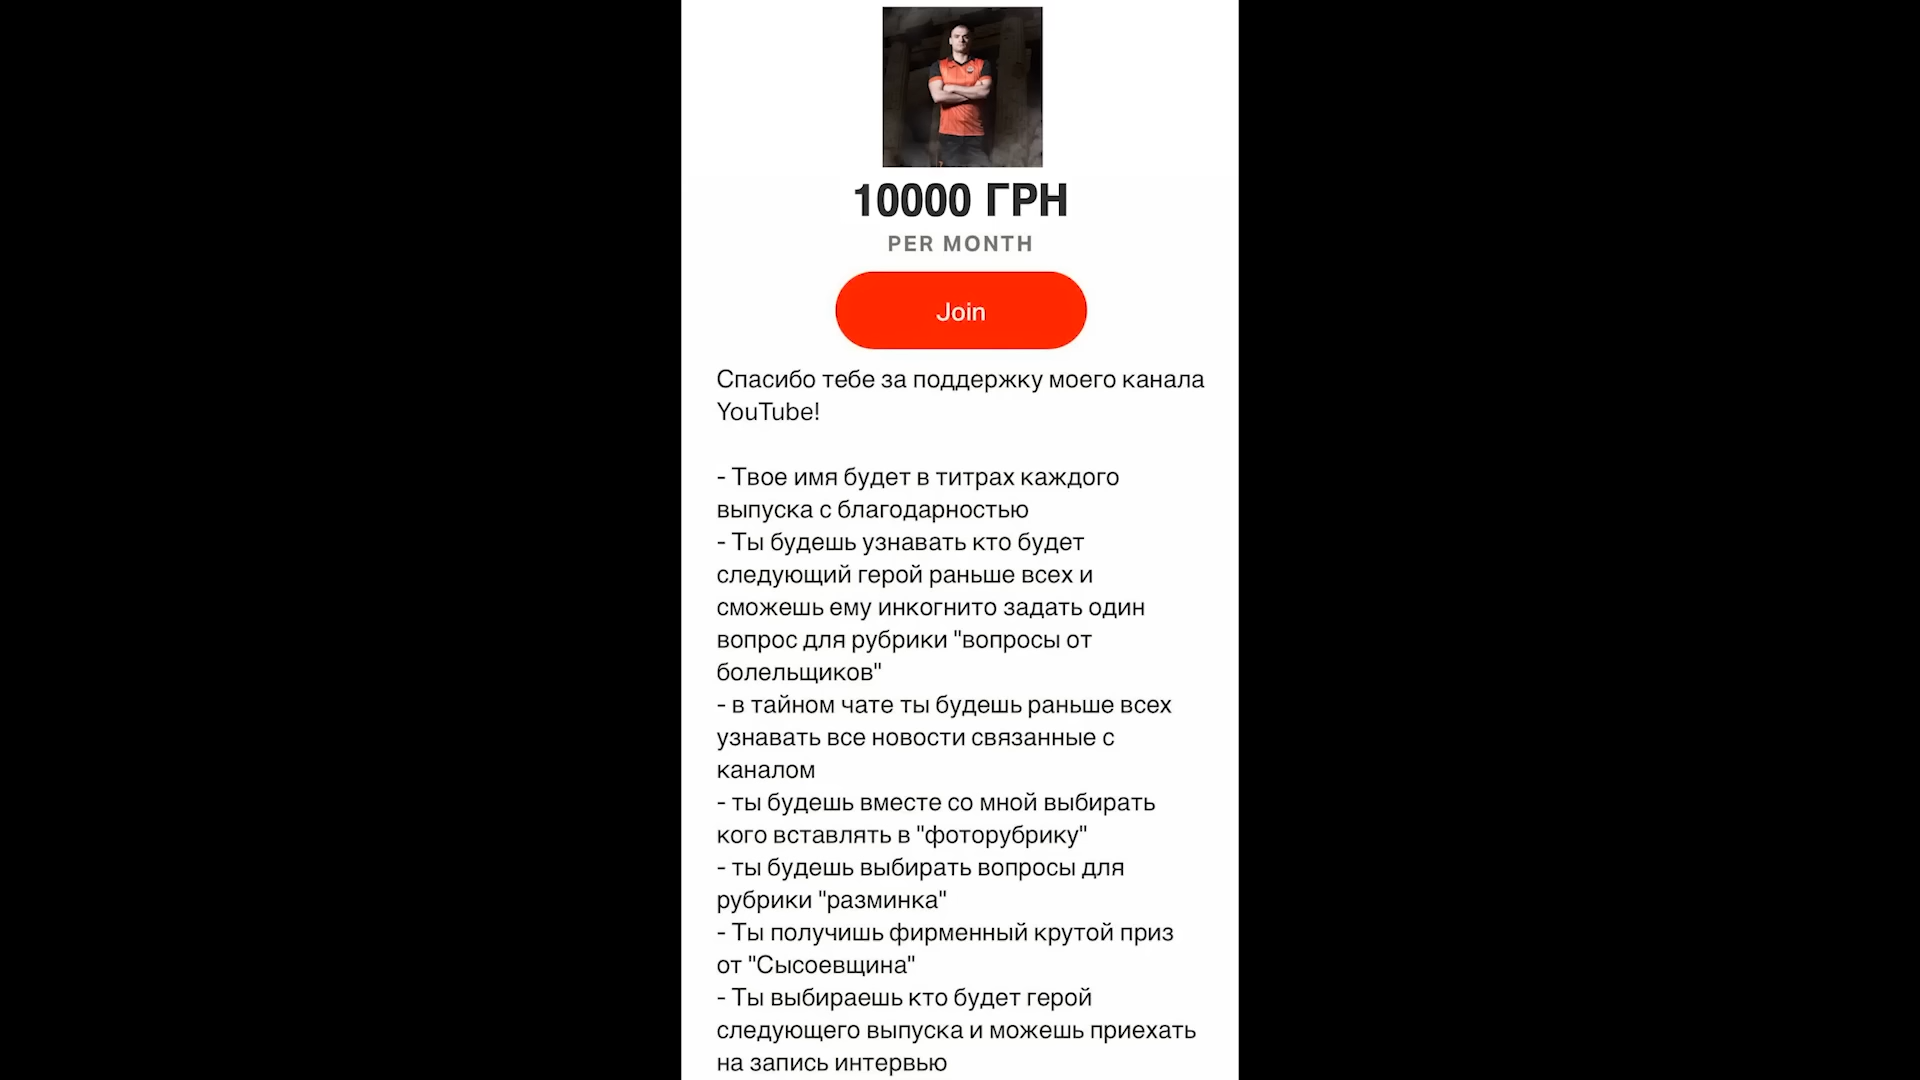 10000 ГРН
PER MONTH
Join
Спасибо тебе за поддержку моего канала
YouTube!
- Твое имя будет в титрах каждого
выпуска с благодарностью
- Ты будешь узнавать кто будет
следующий герой раньше всех и
сможешь ему инкогнито задать один
вопрос для рубрики "вопросы от
болельщиков"
- в тайном чате ты будешь раньше всех
узнавать все новости связанные с
каналом
- ты будешь вместе со мной выбирать
кого вставлять в "фоторубрику"
- ты будешь выбирать вопросы для
рубрики "разминка"
- Ты получишь фирменный крутой приз
от "Сысоевщина"
- Ты выбираешь кто будет герой
следующего выпуска и можешь приехать
на запись интервью